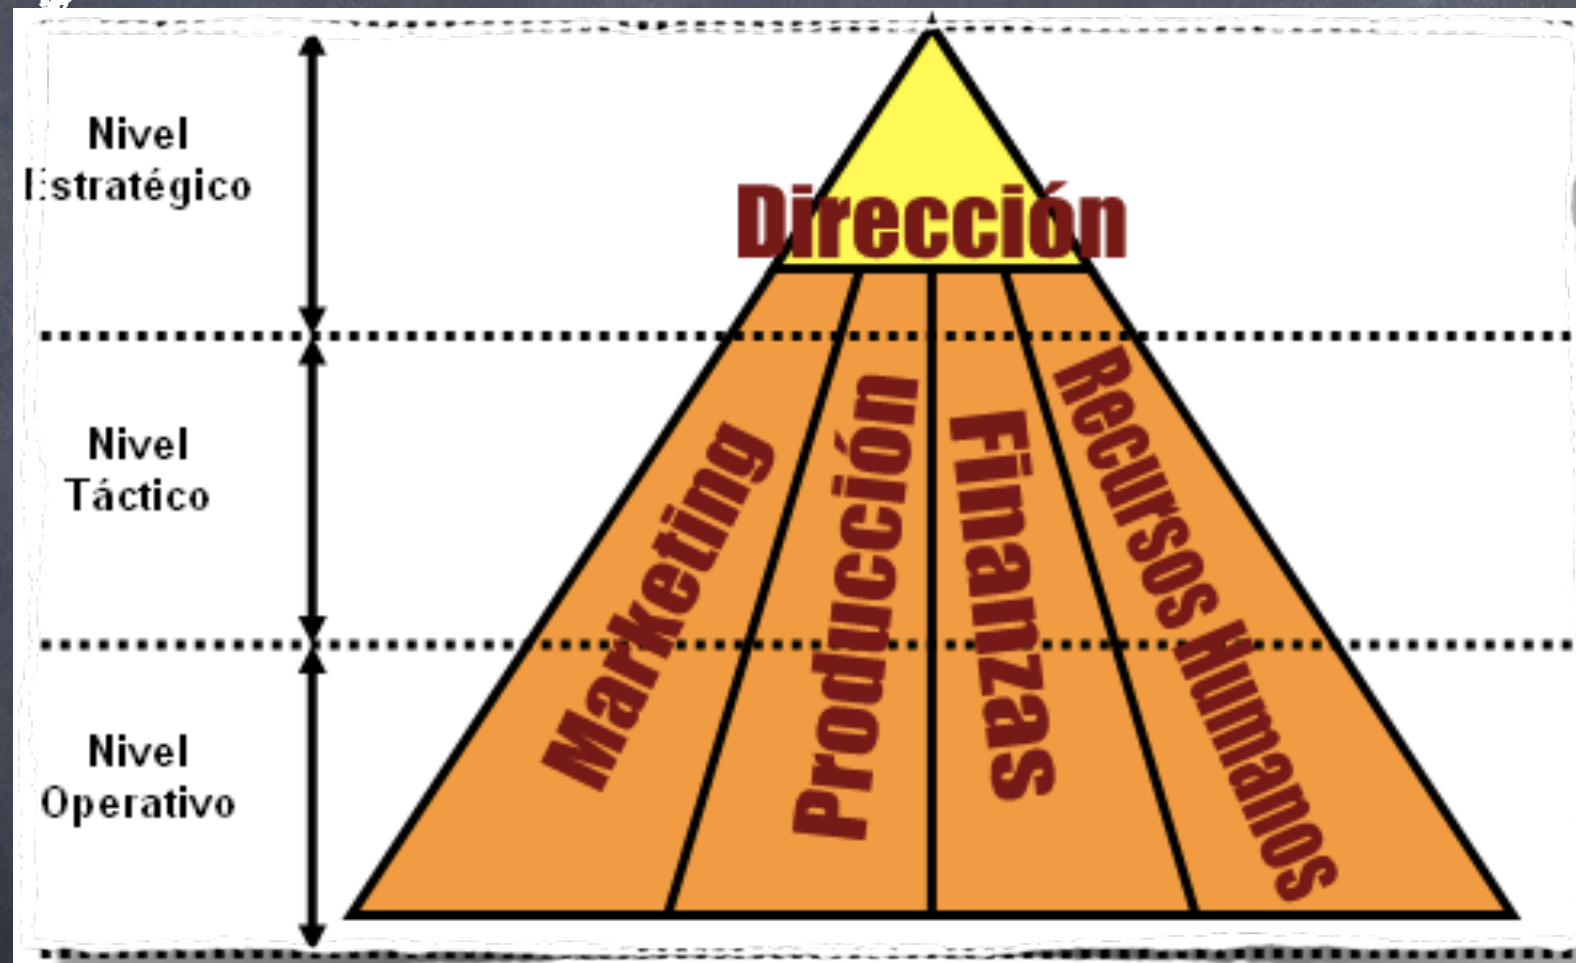 Nivel
Estratégico
Dirección
Nivel
Táctico
Marketing
Producción
Finanzas
Recursos Humanos
Nivel
Operativo